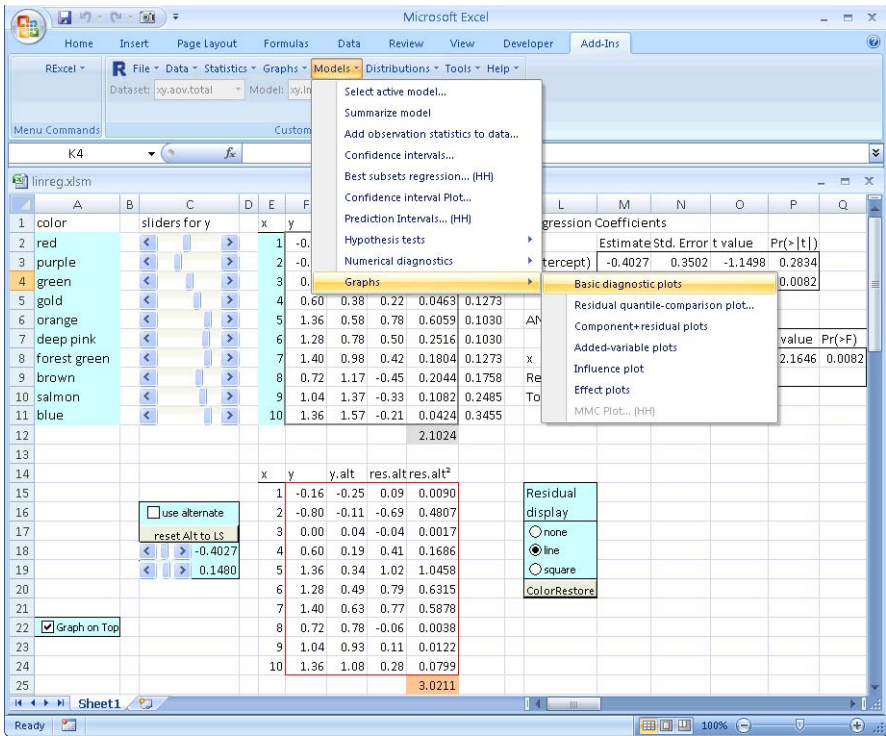 Microsoft Excel
Home Insert Page Layout Formulas Data Review View Developer Add-Ins
RExcel R File Data Statistics Graphs Models Distributions Tools Help
Dataset: xy.aov.total Model: xy.ln
Menu Commands Custom
Select active model...
Summarize model
Add observation statistics to data...
Confidence intervals...
Best subsets regression... (HH)
Confidence interval Plot...
Prediction Intervals... (HH)
Hypothesis tests
Numerical diagnostics
Graphs
Basic diagnostic plots
Residual quantile-comparison plot...
Component+residual plots
Added-variable plots
Influence plot
Effect plots
MMC Plot... (HH)
K4 fx
linreg.xlsm
A B C D E F L M N O P Q
1 color sliders for y x y gression Coefficients
2 red 1 -0. Estimate Std. Error t value Pr(>|t|)
3 purple 2 -0. tercept) -0.4027 0.3502 -1.1498 0.2834
4 green 3 0. 0.0082
5 gold 4 0.60 0.38 0.22 0.0463 0.1273
6 orange 5 1.36 0.58 0.78 0.6059 0.1030 AN
7 deep pink 6 1.28 0.78 0.50 0.2516 0.1030 value Pr(>F)
8 forest green 7 1.40 0.98 0.42 0.1804 0.1273 x 2.1646 0.0082
9 brown 8 0.72 1.17 -0.45 0.2044 0.1758 Re
10 salmon 9 1.04 1.37 -0.33 0.1082 0.2485 To
11 blue 10 1.36 1.57 -0.21 0.0424 0.3455
12 2.1024
13
14 x y y.alt res.alt res.alt²
15 1 -0.16 -0.25 0.09 0.0090 Residual
16 use alternate 2 -0.80 -0.11 -0.69 0.4807 display
17 reset Alt to LS 3 0.00 0.04 -0.04 0.0017 none
18 -0.4027 4 0.60 0.19 0.41 0.1686 line
19 0.1480 5 1.36 0.34 1.02 1.0458 square
20 6 1.28 0.49 0.79 0.6315 ColorRestore
21 7 1.40 0.63 0.77 0.5878
22 Graph on Top 8 0.72 0.78 -0.06 0.0038
23 9 1.04 0.93 0.11 0.0122
24 10 1.36 1.08 0.28 0.0799
25 3.0211
Sheet1
Ready 100%